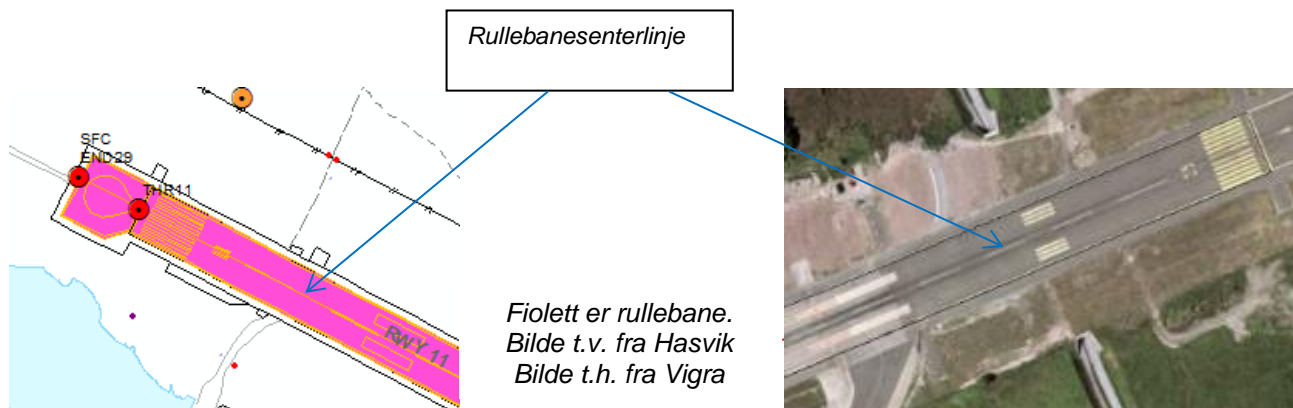 Rullebanesenterlinje
SFC
END29
THR11
RWY 11
Fiolett er rullebane.
Bilde t.v. fra Hasvik
Bilde t.h. fra Vigra